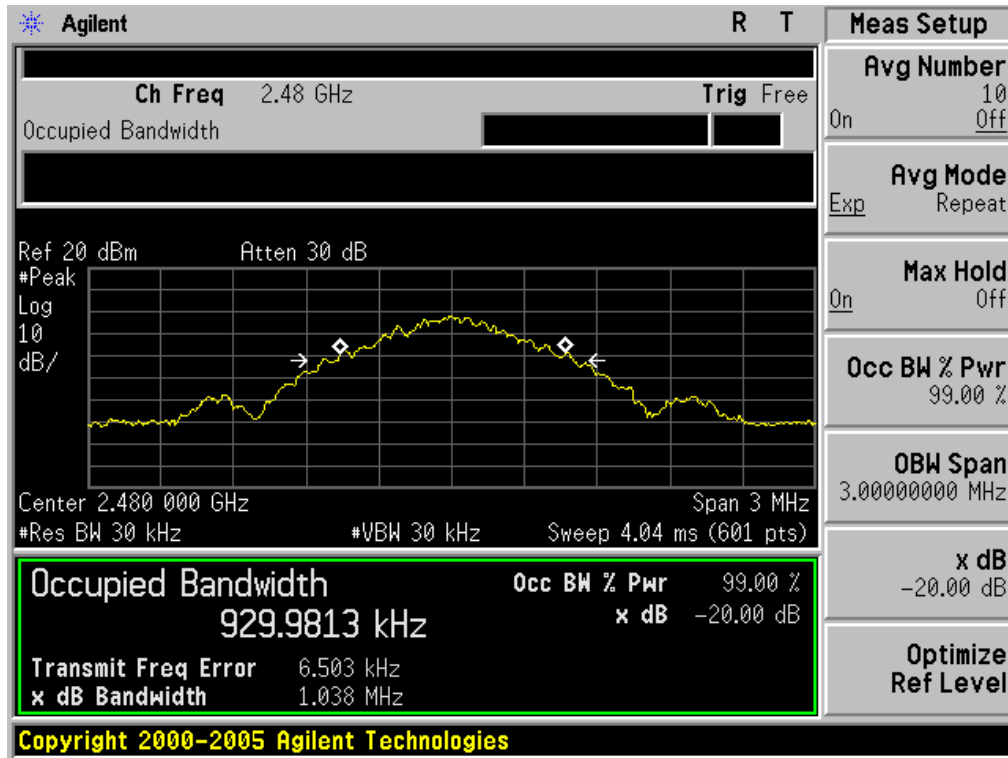 Agilent R T
Ch Freq 2.48 GHz Trig Free
Occupied Bandwidth
Ref 20 dBm Atten 30 dB
#Peak
Log
10
dB/
Center 2.480 000 GHz Span 3 MHz
#Res BW 30 kHz #VBW 30 kHz Sweep 4.04 ms (601 pts)
Occupied Bandwidth Occ BW % Pwr 99.00 %
929.9813 kHz x dB -20.00 dB
Transmit Freq Error 6.503 kHz
x dB Bandwidth 1.038 MHz
Copyright 2000-2005 Agilent Technologies
Meas Setup
Avg Number
10
On Off
Avg Mode
Exp Repeat
Max Hold
On Off
Occ BW % Pwr
99.00 %
OBW Span
3.00000000 MHz
x dB
-20.00 dB
Optimize
Ref Level